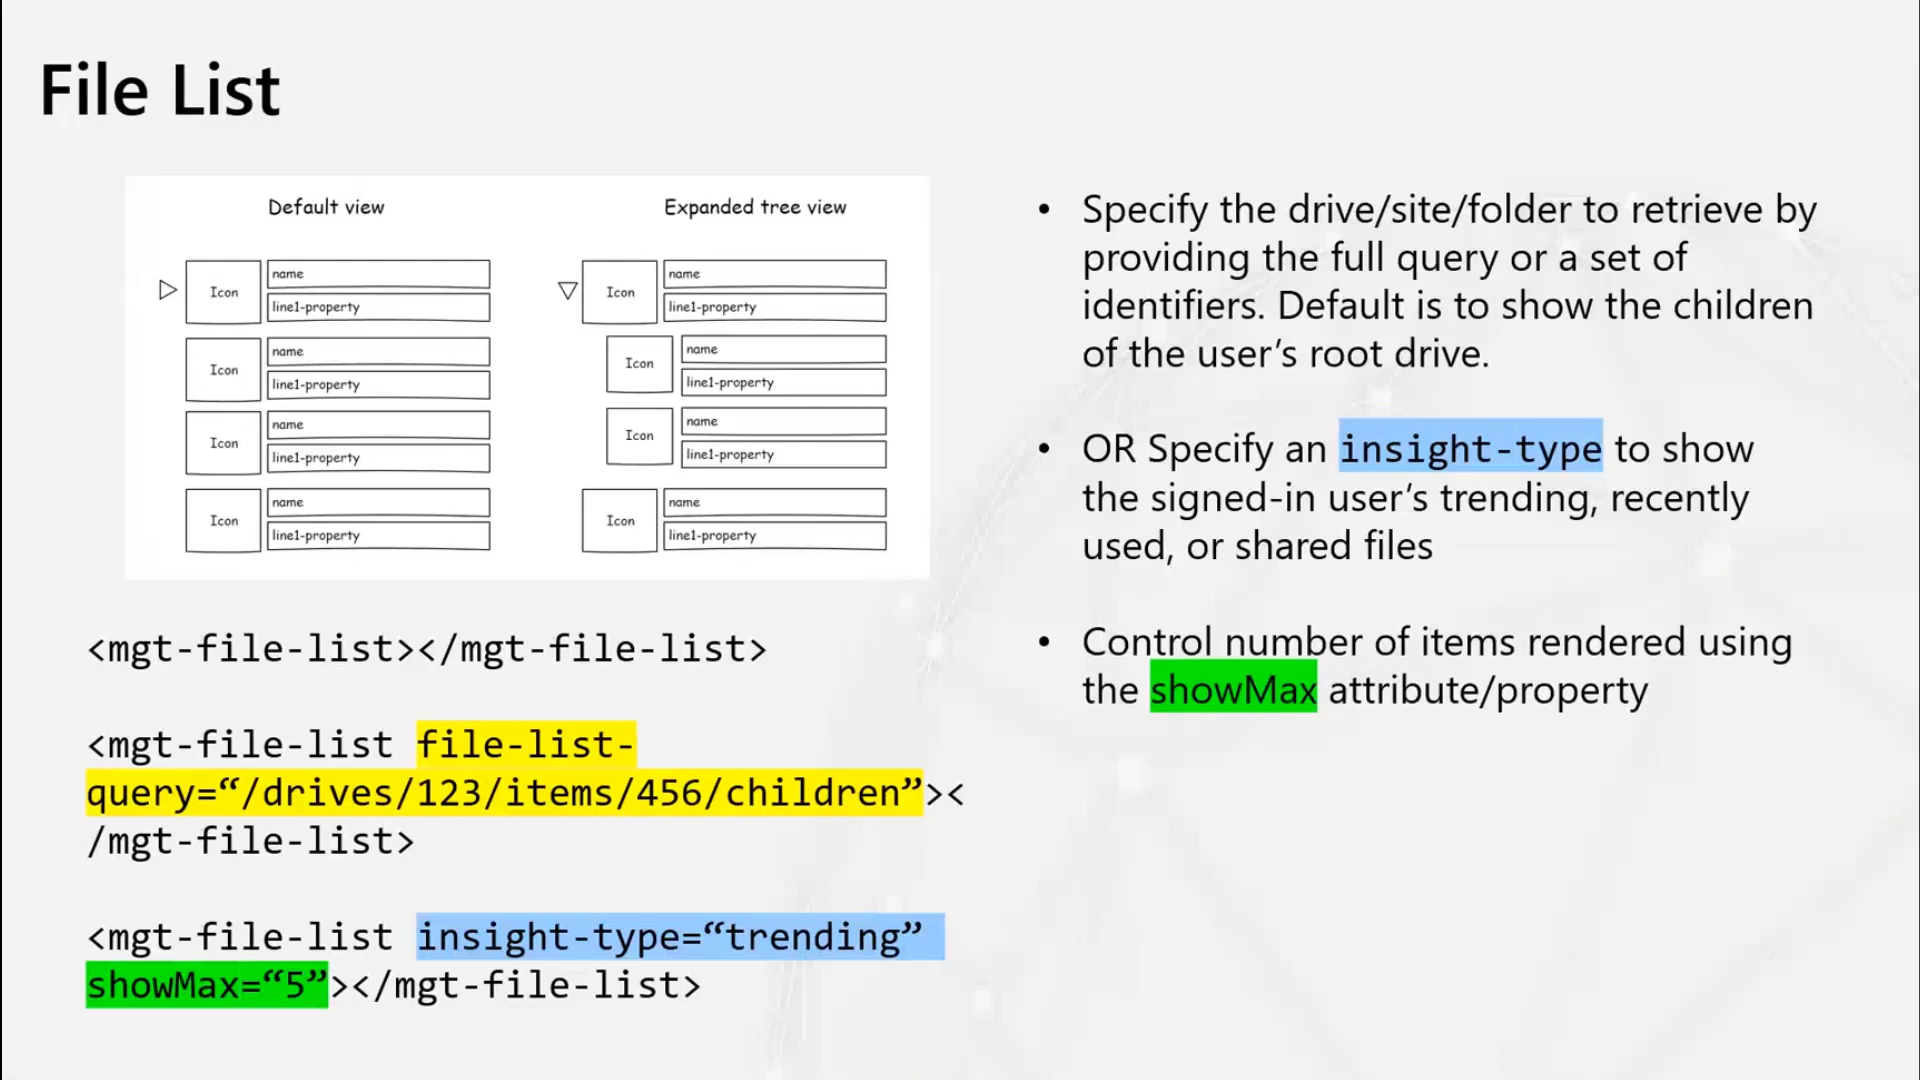 File List
Default view
Icon
name
line1-property
Icon
name
line1-property
Icon
name
line1-property
Icon
name
line1-property
Expanded tree view
Icon
name
line1-property
Icon
name
line1-property
Icon
name
line1-property
Icon
name
line1-property
<mgt-file-list></mgt-file-list>
<mgt-file-list file-list-
query=“/drives/123/items/456/children”><
/mgt-file-list>
<mgt-file-list insight-type=“trending”
showMax=“5”></mgt-file-list>
• Specify the drive/site/folder to retrieve by
providing the full query or a set of
identifiers. Default is to show the children
of the user’s root drive.
• OR Specify an insight-type to show
the signed-in user’s trending, recently
used, or shared files
• Control number of items rendered using
the showMax attribute/property